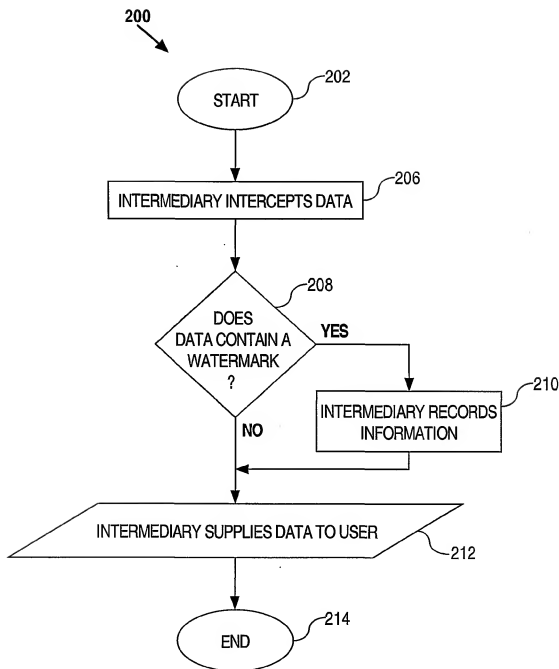 200
START
202
INTERMEDIARY INTERCEPTS DATA
206
DOES
DATA CONTAIN A
WATERMARK
?
208
YES
INTERMEDIARY RECORDS
INFORMATION
210
NO
INTERMEDIARY SUPPLIES DATA TO USER
212
END
214